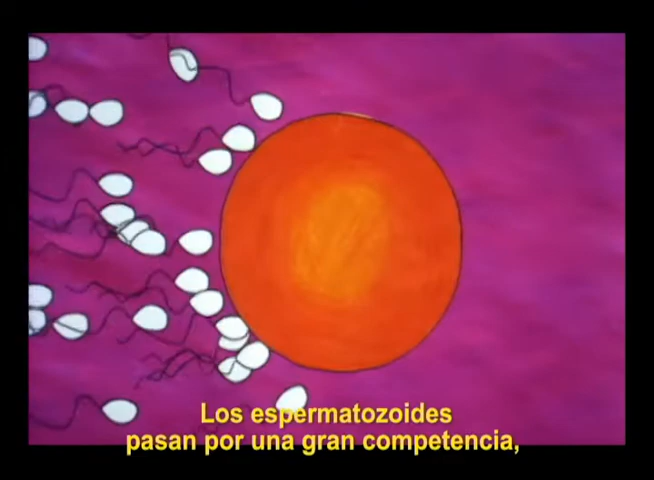 Los espermatozoides
pasan por una gran competencia,